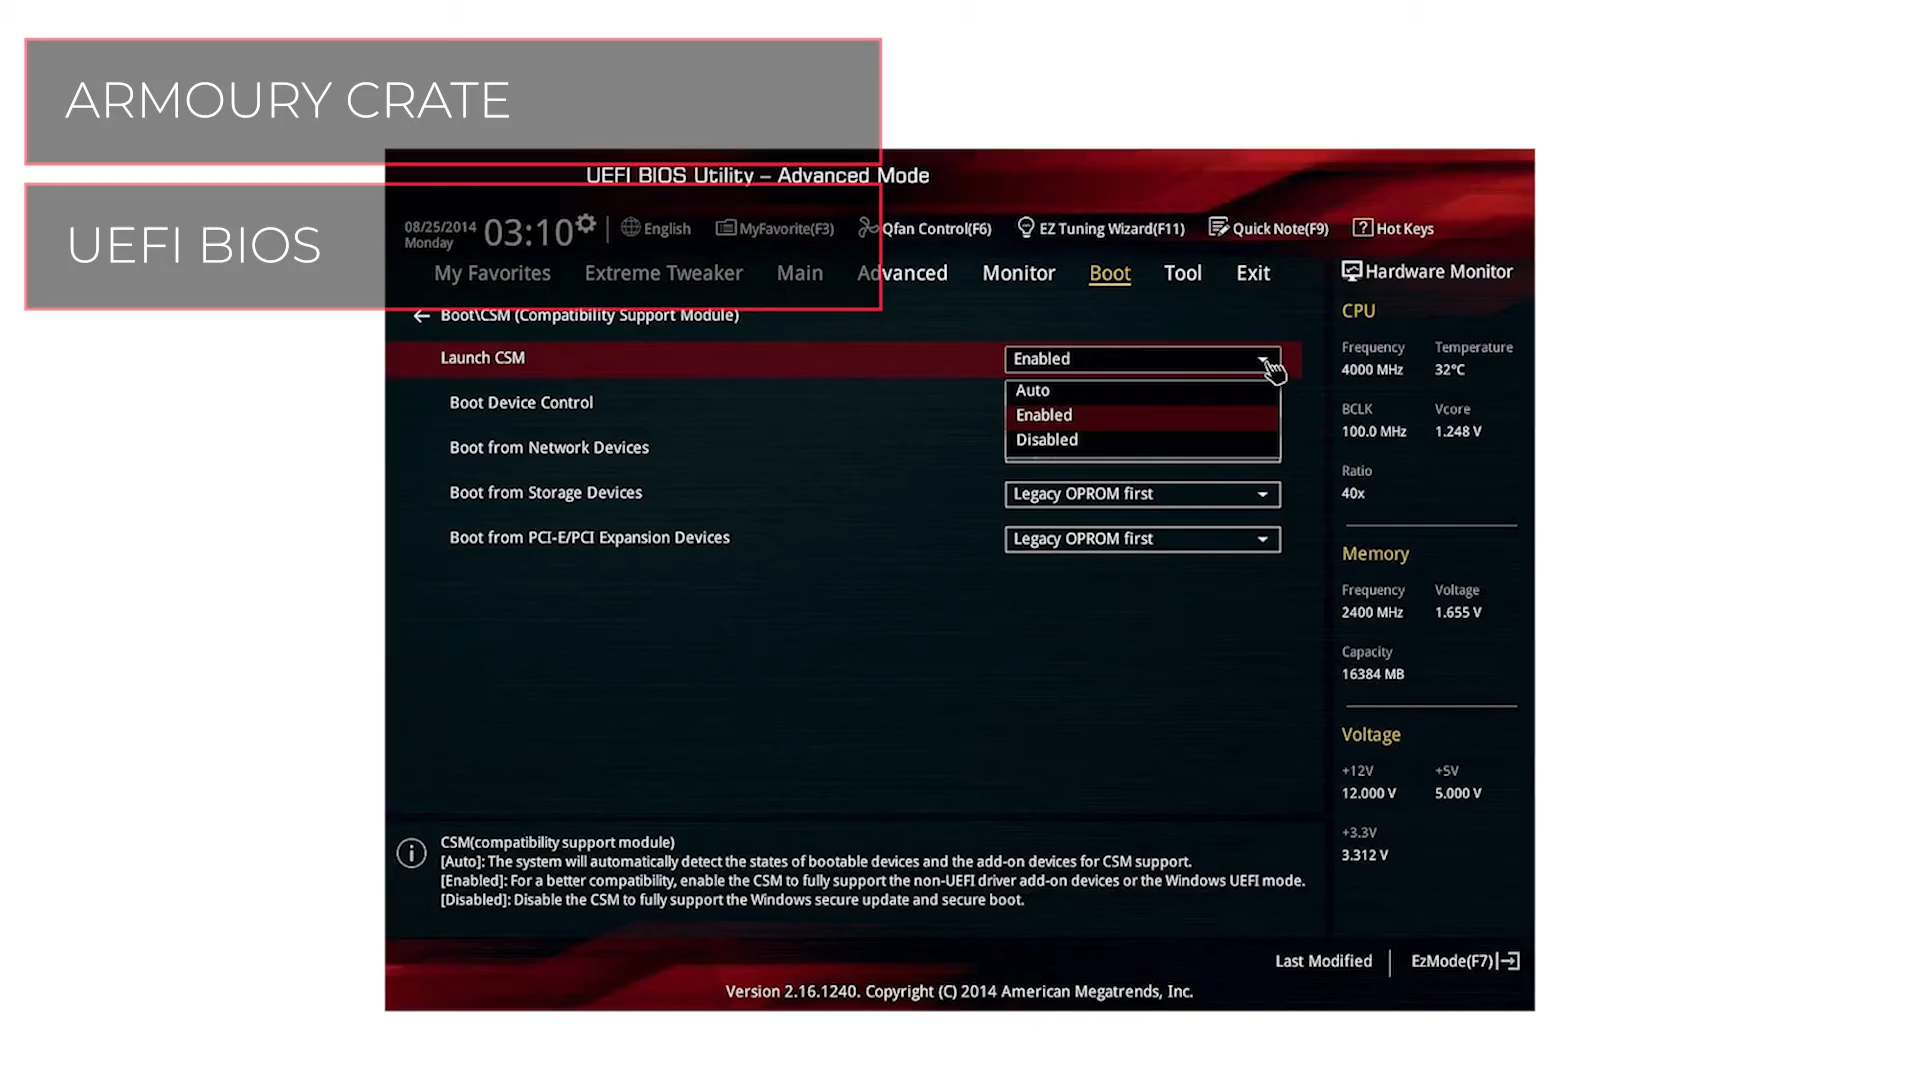 ARMOURY CRATE
UEFI BIOS
UEFI BIOS Utility – Advanced Mode
08/25/2014
Monday
03:10
English
MyFavorite(F3)
Qfan Control(F6)
EZ Tuning Wizard(F11)
Quick Note(F9)
? Hot Keys
My Favorites
Extreme Tweaker
Main
Advanced
Monitor
Boot
Tool
Exit
Boot\CSM (Compatibility Support Module)
Launch CSM
Enabled
Auto
Enabled
Disabled
Boot Device Control
Boot from Network Devices
Boot from Storage Devices
Legacy OPROM first
Boot from PCI-E/PCI Expansion Devices
Legacy OPROM first
Hardware Monitor
CPU
Frequency Temperature
4000 MHz 32°C
BCLK Vcore
100.0 MHz 1.248 V
Ratio
40x
Memory
Frequency Voltage
2400 MHz 1.655 V
Capacity
16384 MB
Voltage
+12V +5V
12.000 V 5.000 V
+3.3V
3.312 V
CSM(compatibility support module)
[Auto]: The system will automatically detect the states of bootable devices and the add-on devices for CSM support.
[Enabled]: For a better compatibility, enable the CSM to fully support the non-UEFI driver add-on devices or the Windows UEFI mode.
[Disabled]: Disable the CSM to fully support the Windows secure update and secure boot.
Last Modified
EzMode(F7)
Version 2.16.1240. Copyright (C) 2014 American Megatrends, Inc.